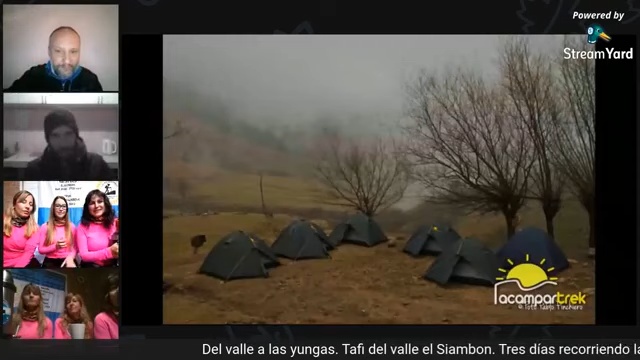 Powered by
StreamYard
acampartrek
Del valle a las yungas. Tafi del valle el Siambon. Tres días recorriendo la